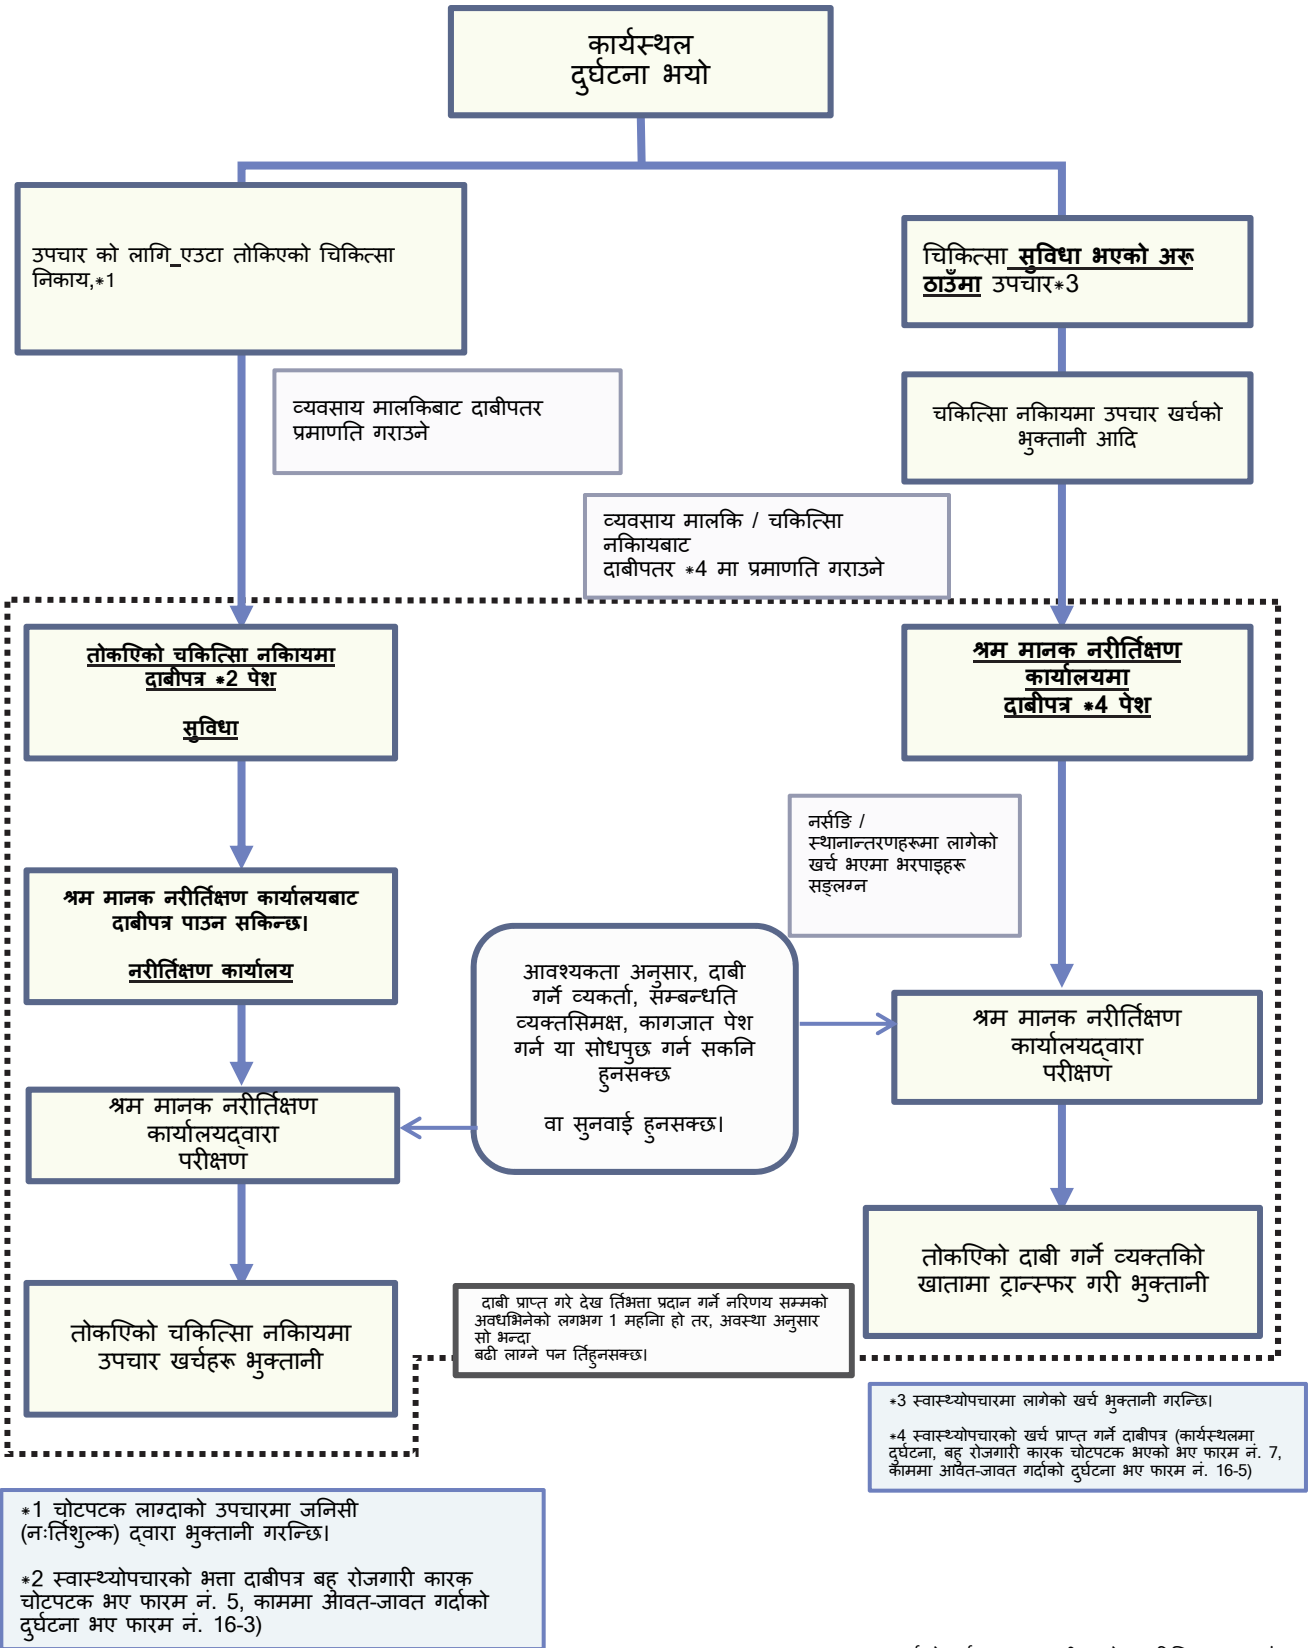 कार्यस्थल
दुर्घटना भयो
उपचार को लागि_एउटा तोकिएको चिकित्सा
निकाय,*1
चिकित्सा सुविधा भएको अरू
ठाउँमा उपचार*3
व्यवसाय मालकिबाट दाबीपतर
प्रमाणति गराउने
चकित्सिा नकिायमा उपचार खर्चको
भुक्तानी आदि
व्यवसाय मालकि / चकित्सिा
नकिायबाट
दाबीपतर *4 मा प्रमाणति गराउने
तोकएिको चकित्सिा नकिायमा
दाबीपत्र *2 पेश
सुविधा
श्रम मानक नरीर्तिक्षण
कार्यालयमा
दाबीपत्र *4 पेश
नर्सङि /
स्थानान्तरणहरूमा लागेको
खर्च भएमा भरपाइहरू
सङ्लग्न
श्रम मानक नरीर्तिक्षण कार्यालयबाट
दाबीपत्र पाउन सकिन्छ।
नरीर्तिक्षण कार्यालय
आवश्यकता अनुसार, दाबी
गर्ने व्यकर्ता, सम्बन्धति
व्यक्तसिमक्ष, कागजात पेश
गर्न या सोधपुछ गर्न सकनि
हुनसक्छ
वा सुनवाई हुनसक्छ।
श्रम मानक नरीर्तिक्षण
कार्यालयद्वारा
परीक्षण
श्रम मानक नरीर्तिक्षण
कार्यालयद्वारा
परीक्षण
तोकएिको दाबी गर्ने व्यक्तकिो
खातामा ट्रान्स्फर गरी भुक्तानी
तोकएिको चकित्सिा नकिायमा
उपचार खर्चहरू भुक्तानी
दाबी प्राप्त गरे देख र्तिभत्ता प्रदान गर्ने नरिणय सम्मको
अवधभिनेको लगभग 1 महनिा हो तर, अवस्था अनुसार
सो भन्दा
बढी लाग्ने पन र्तिहुनसक्छ।
*3 स्वास्थ्योपचारमा लागेको खर्च भुक्तानी गरन्छि।
*4 स्वास्थ्योपचारको खर्च प्राप्त गर्ने दाबीपत्र (कार्यस्थलमा
दुर्घटना, बहु रोजगारी कारक चोटपटक भएको भए फारम नं. 7,
काममा आवत-जावत गर्दाको दुर्घटना भए फारम नं. 16-5)
*1 चोटपटक लाग्दाको उपचारमा जनिसी
(नःर्तिशुल्क) द्वारा भुक्तानी गरन्छि।
*2 स्वास्थ्योपचारको भत्ता दाबीपत्र बहु रोजगारी कारक
चोटपटक भए फारम नं. 5, काममा आवत-जावत गर्दाको
दुर्घटना भए फारम नं. 16-3)